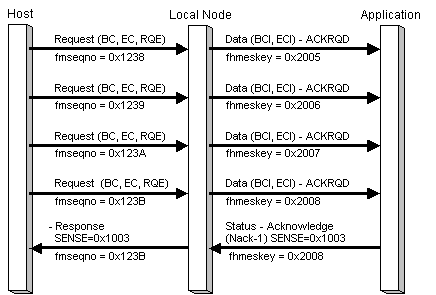 Host Local Node Application
Request (BC, EC, RQE) Data (BCI, ECI) - ACKRQD
fmseqno = 0x1238 fhmeskey = 0x2005
Request (BC, EC, RQE) Data (BCI, ECI) - ACKRQD
fmseqno = 0x1239 fhmeskey = 0x2006
Request (BC, EC, RQE) Data (BCI, ECI) - ACKRQD
fmseqno = 0x123A fhmeskey = 0x2007
Request (BC, EC, RQE) Data (BCI, ECI) - ACKRQD
fmseqno = 0x123B fhmeskey = 0x2008
- Response Status - Acknowledge
SENSE=0x1003 (Nack-1) SENSE=0x1003
fmseqno = 0x123B fhmeskey = 0x2008